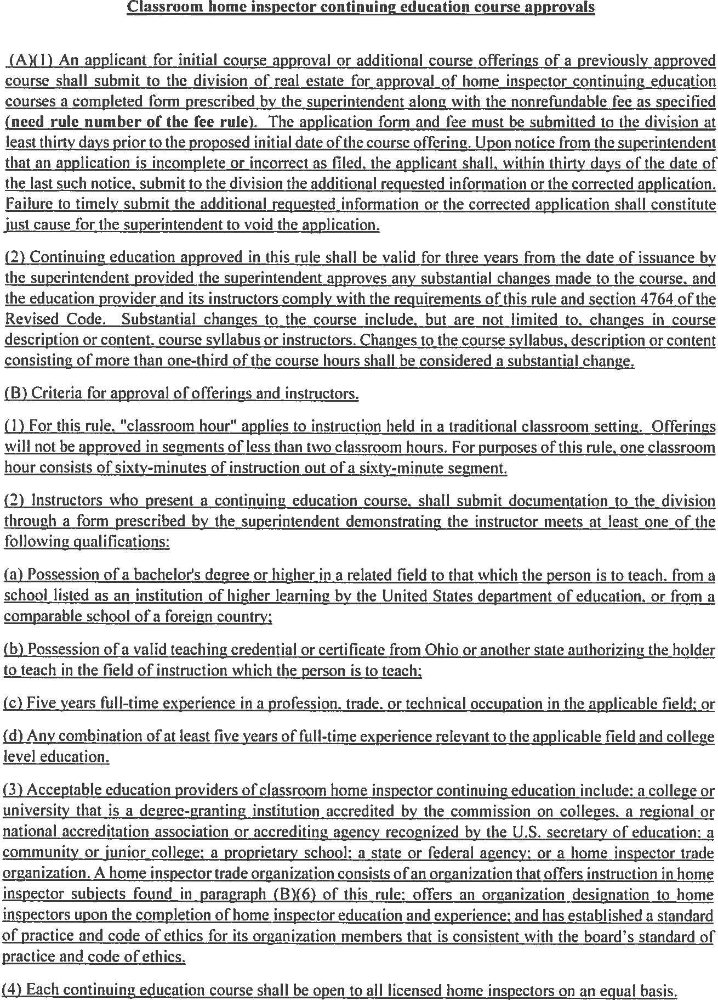 Classroom home inspector continuing education course approvals
(A)(1) An applicant for initial course approval or additional course offerings of a previously approved
course shall submit to the division of real estate for approval of home inspector continuing education
courses a completed form prescribed by the superintendent along with the nonrefundable fee as specified
(need rule number of the fee rule). The application form and fee must be submitted to the division at
least thirty days prior to the proposed initial date of the course offering. Upon notice from the superintendent
that an application is incomplete or incorrect as filed, the applicant shall, within thirty days of the date of
the last such notice, submit to the division the additional requested information or the corrected application.
Failure to timely submit the additional requested information or the corrected application shall constitute
just cause for the superintendent to void the application.
(2) Continuing education approved in this rule shall be valid for three years from the date of issuance by
the superintendent provided the superintendent approves any substantial changes made to the course, and
the education provider and its instructors comply with the requirements of this rule and section 4764 of the
Revised Code. Substantial changes to the course include, but are not limited to, changes in course
description or content, course syllabus or instructors. Changes to the course syllabus, description or content
consisting of more than one-third of the course hours shall be considered a substantial change.
(B) Criteria for approval of offerings and instructors.
(1) For this rule, "classroom hour" applies to instruction held in a traditional classroom setting. Offerings
will not be approved in segments of less than two classroom hours. For purposes of this rule, one classroom
hour consists of sixty-minutes of instruction out of a sixty-minute segment.
(2) Instructors who present a continuing education course, shall submit documentation to the division
through a form prescribed by the superintendent demonstrating the instructor meets at least one of the
following qualifications:
(a) Possession of a bachelor's degree or higher in a related field to that which the person is to teach, from a
school listed as an institution of higher learning by the United States department of education, or from a
comparable school of a foreign country;
(b) Possession of a valid teaching credential or certificate from Ohio or another state authorizing the holder
to teach in the field of instruction which the person is to teach;
(c) Five years full-time experience in a profession, trade, or technical occupation in the applicable field; or
(d) Any combination of at least five years of full-time experience relevant to the applicable field and college
level education.
(3) Acceptable education providers of classroom home inspector continuing education include: a college or
university that is a degree-granting institution accredited by the commission on colleges, a regional or
national accreditation association or accrediting agency recognized by the U.S. secretary of education; a
community or junior college; a proprietary school; a state or federal agency; or a home inspector trade
organization. A home inspector trade organization consists of an organization that offers instruction in home
inspector subjects found in paragraph (B)(6) of this rule; offers an organization designation to home
inspectors upon the completion of home inspector education and experience; and has established a standard
of practice and code of ethics for its organization members that is consistent with the board's standard of
practice and code of ethics.
(4) Each continuing education course shall be open to all licensed home inspectors on an equal basis.